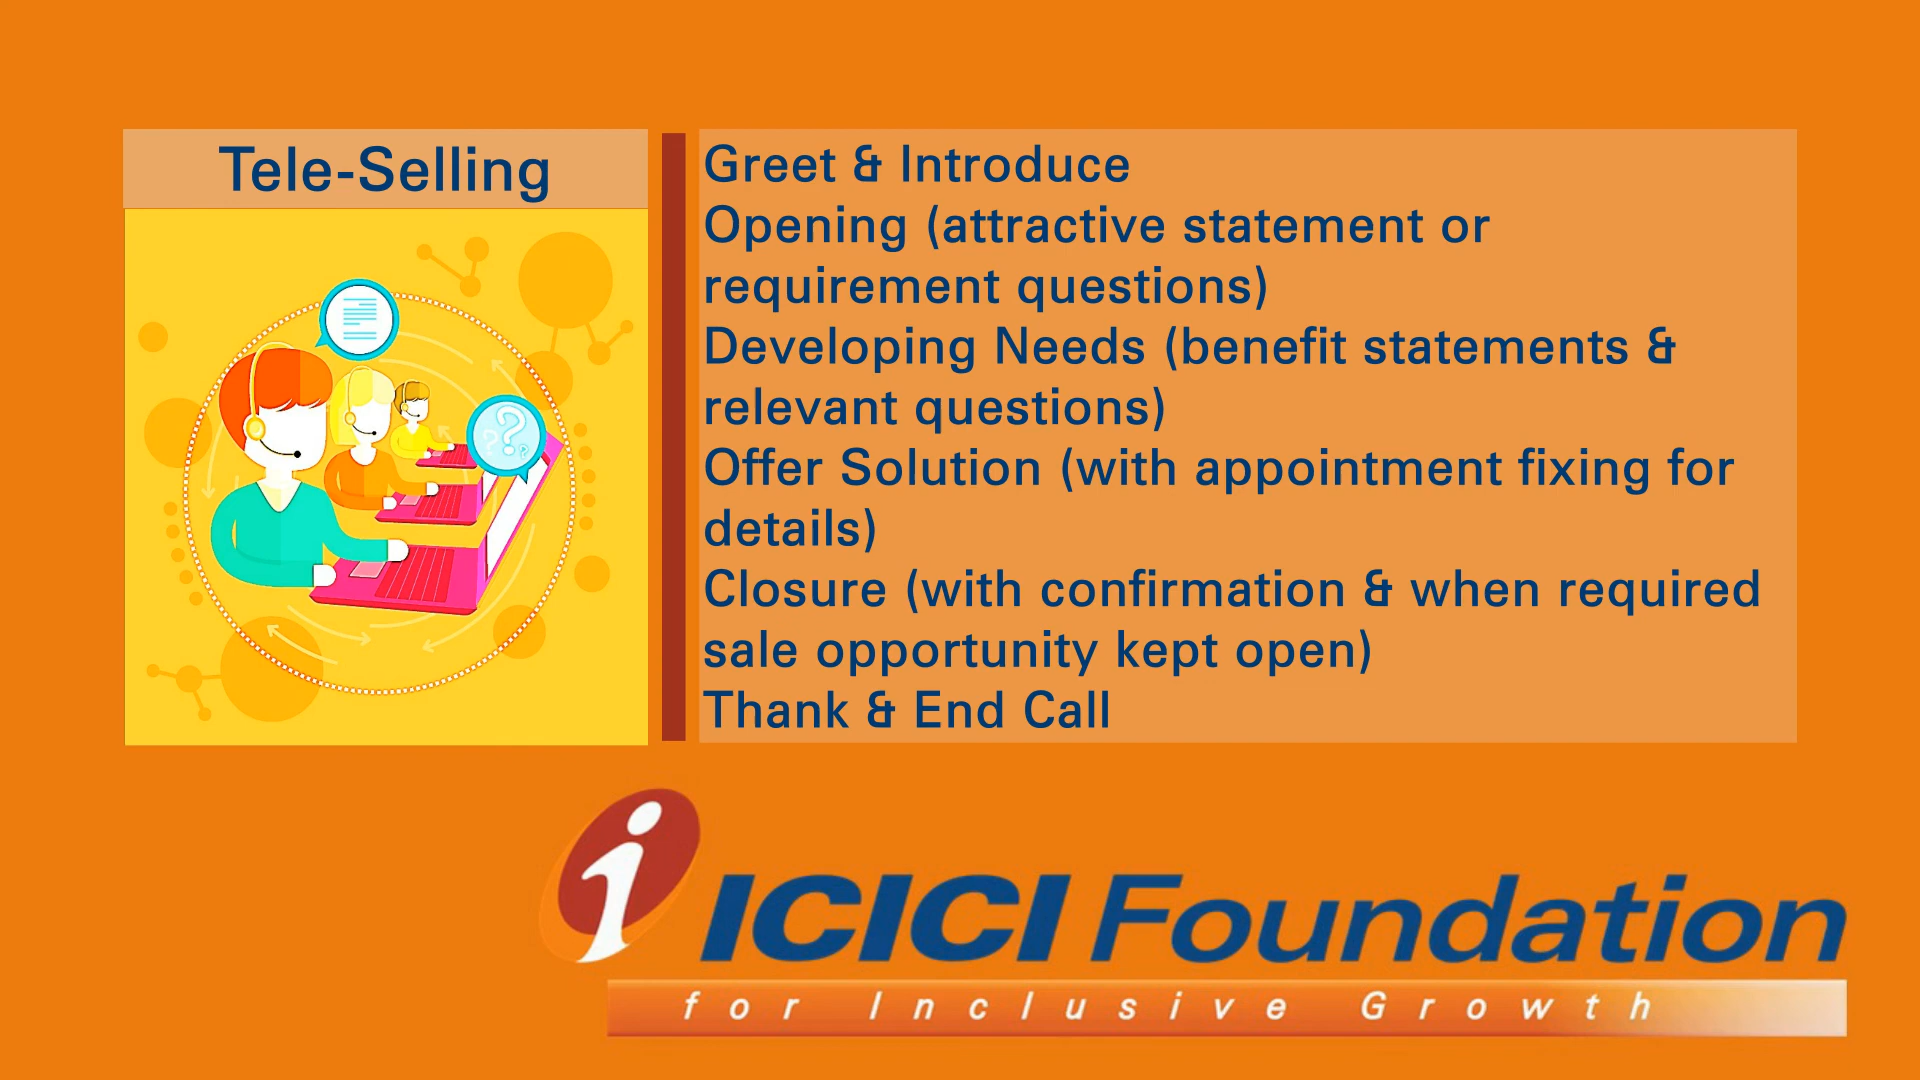 Tele-Selling
Greet & Introduce
Opening (attractive statement or
requirement questions)
Developing Needs (benefit statements &
relevant questions)
Offer Solution (with appointment fixing for
details)
Closure (with confirmation & when required
sale opportunity kept open)
Thank & End Call
i ICICI Foundation
for Inclusive Growth